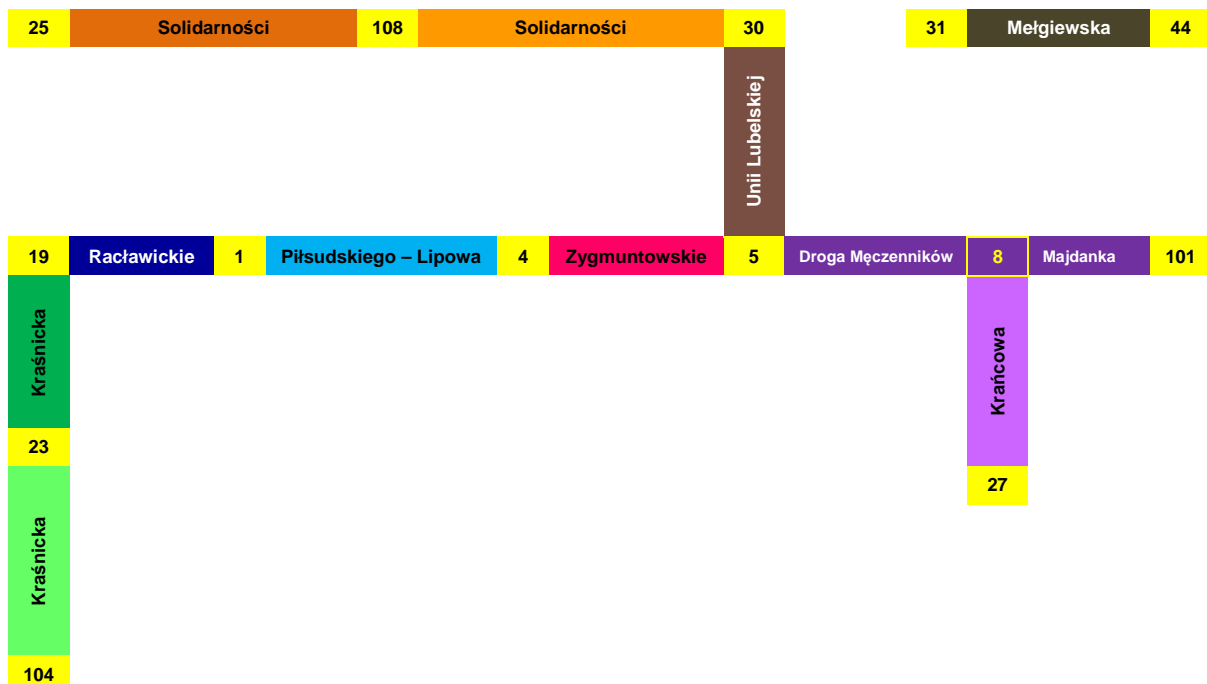 25 Solidarności 108 Solidarności 30 31 Mełgiewska 44
Unii Lubelskiej
19 Racławickie 1 Piłsudskiego – Lipowa 4 Zygmuntowskie 5 Droga Męczenników 8 Majdanka 101
Kraśnicka
Krańcowa
23
27
Kraśnicka
104